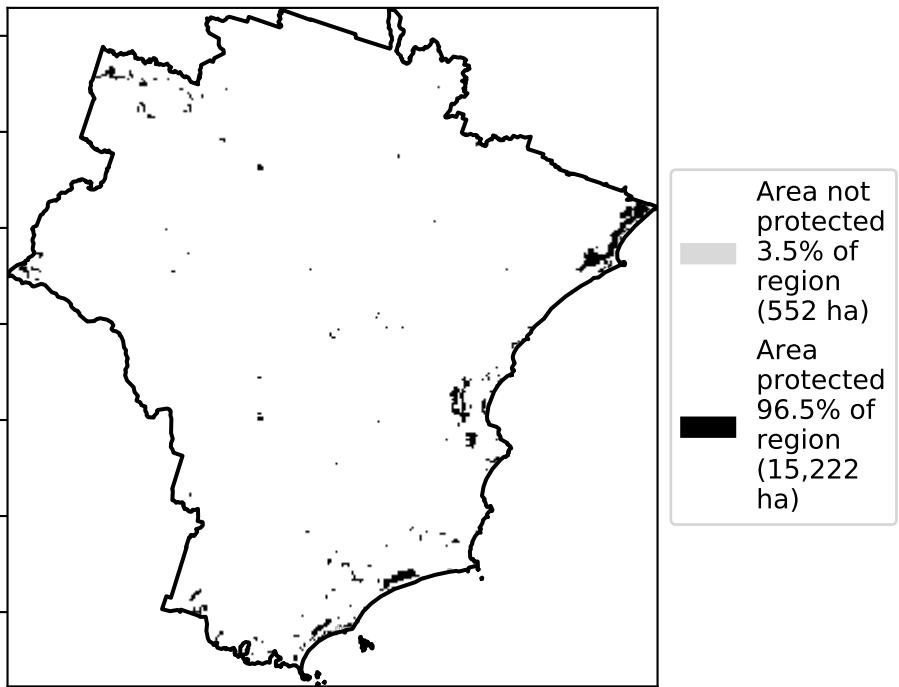 Area not
protected
3.5% of
region
(552 ha)
Area
protected
96.5% of
region
(15,222
ha)